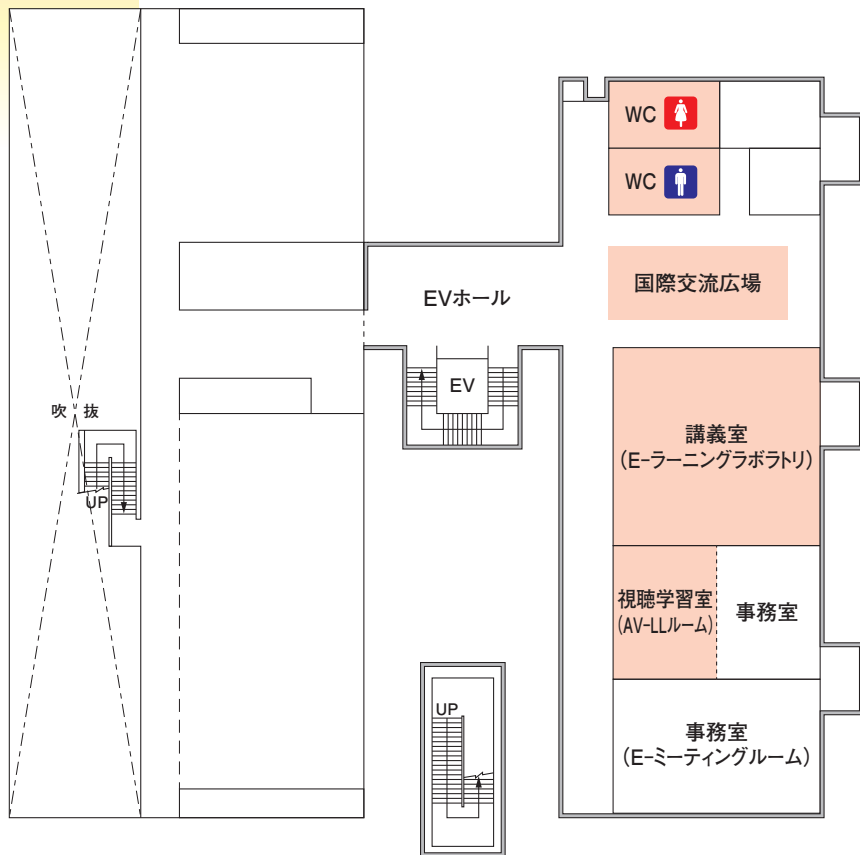 WC
WC
国際交流広場
EVホール
EV
吹 抜
UP
講義室
(E-ラーニングラボラトリ)
視聴学習室
(AV-LLルーム)
事務室
UP
事務室
(E-ミーティングルーム)